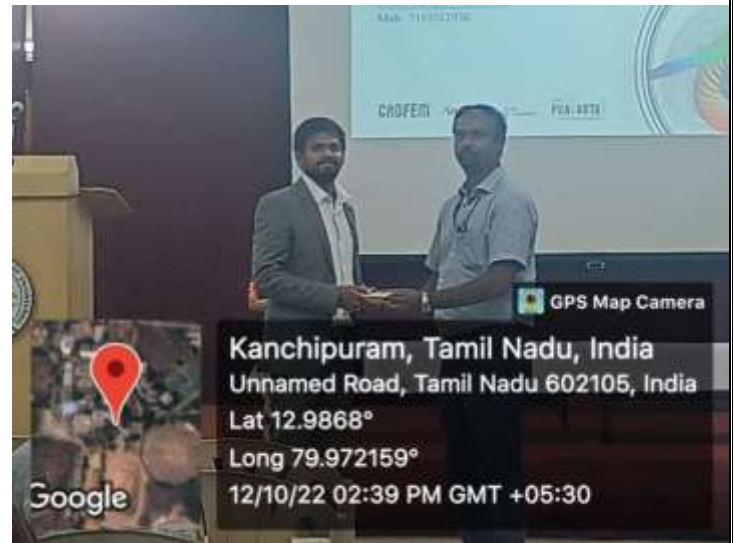 CADFEM
GPS Map Camera
Kanchipuram, Tamil Nadu, India
Unnamed Road, Tamil Nadu 602105, India
Lat 12.9868°
Long 79.972159°
12/10/22 02:39 PM GMT +05:30
Google